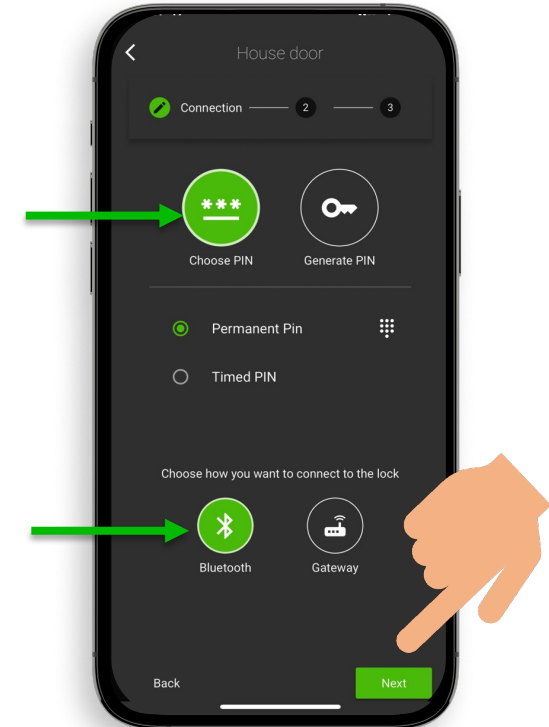 House door
Connection 2 3
***
Choose PIN Generate PIN
Permanent Pin
Timed PIN
Choose how you want to connect to the lock
Bluetooth Gateway
Back Next